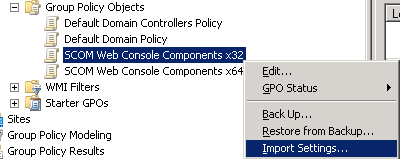 Group Policy Objects
Default Domain Controllers Policy
Default Domain Policy
SCOM Web Console Components x32
SCOM Web Console Components x64
WMI Filters
Starter GPOs
Sites
Group Policy Modeling
Group Policy Results
Edit...
GPO Status
Back Up...
Restore from Backup...
Import Settings...